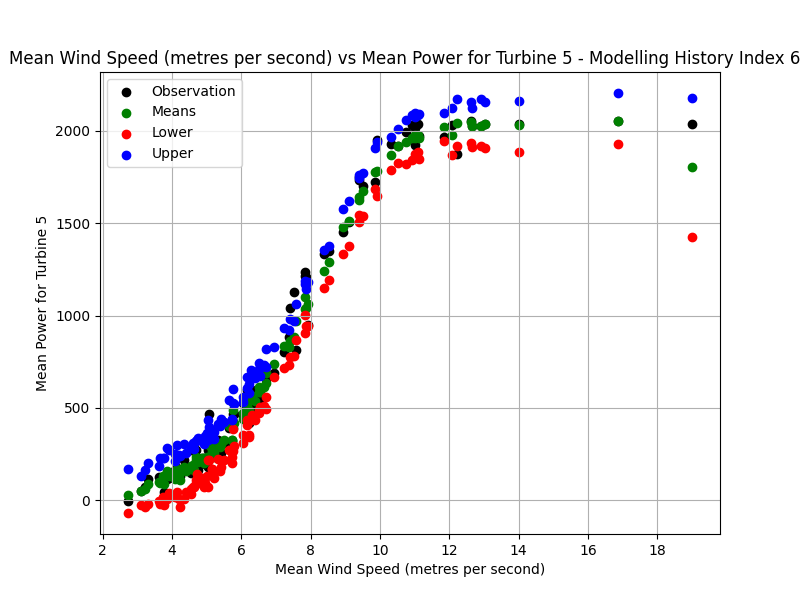 Mean Wind Speed (metres per second) vs Mean Power for Turbine 5 - Modelling History Index 6
Observation
Means
Lower
Upper
2000
1500
1000
500
0
Mean Power for Turbine 5
2 4 6 8 10 12 14 16 18
Mean Wind Speed (metres per second)